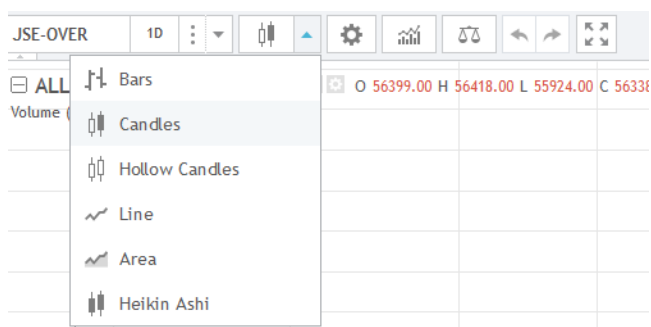 JSE-OVER 1D
ALL O 56399.00 H 56418.00 L 55924.00 C 56338
Volume (
Bars
Candles
Hollow Candles
Line
Area
Heikin Ashi